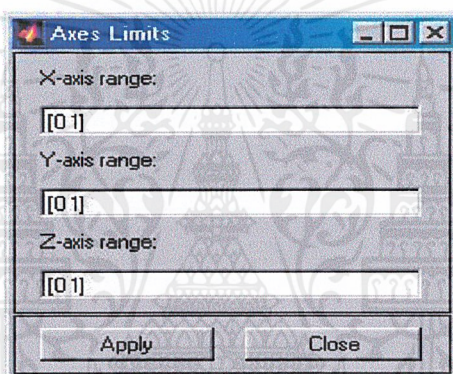 Axes Limits
X-axis range:
[0 1]
Y-axis range:
[0 1]
Z-axis range:
[0 1]
Apply
Close